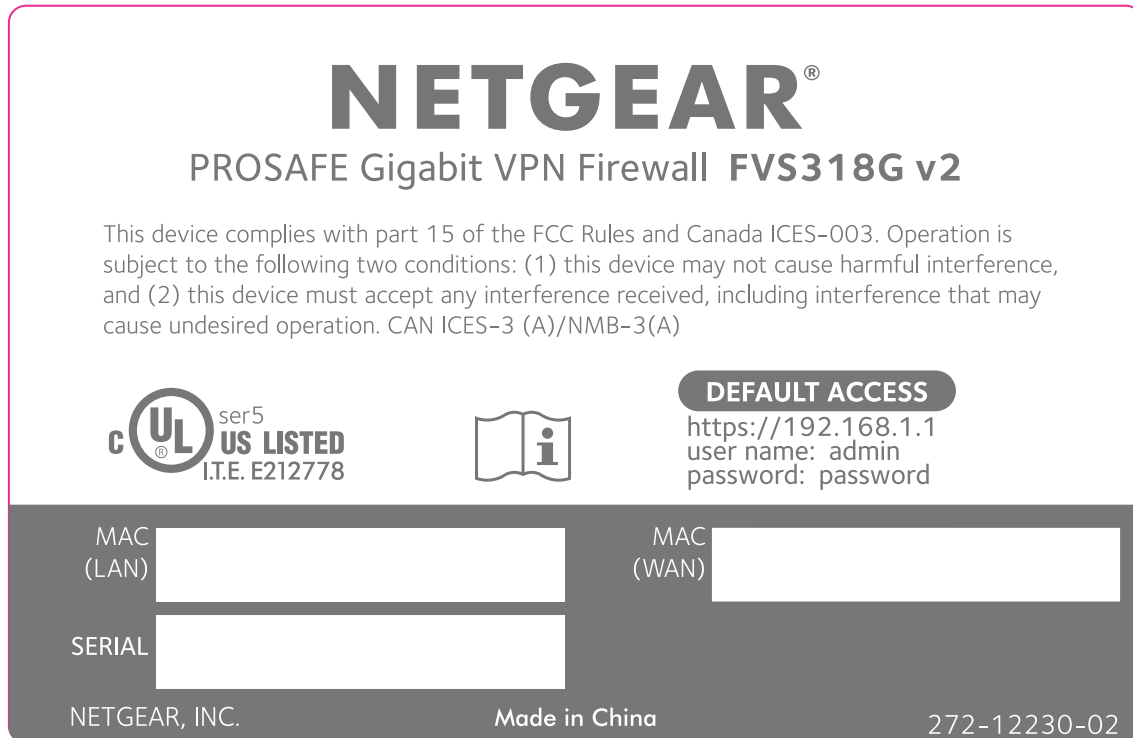 NETGEAR®
PROSAFE Gigabit VPN Firewall FVS318G v2
This device complies with part 15 of the FCC Rules and Canada ICES-003. Operation is
subject to the following two conditions: (1) this device may not cause harmful interference,
and (2) this device must accept any interference received, including interference that may
cause undesired operation. CAN ICES-3 (A)/NMB-3(A)
C UL ® ser5
US LISTED
I.T.E. E212778
i
DEFAULT ACCESS
https://192.168.1.1
user name: admin
password: password
MAC
(LAN)
MAC
(WAN)
SERIAL
NETGEAR, INC. Made in China 272-12230-02